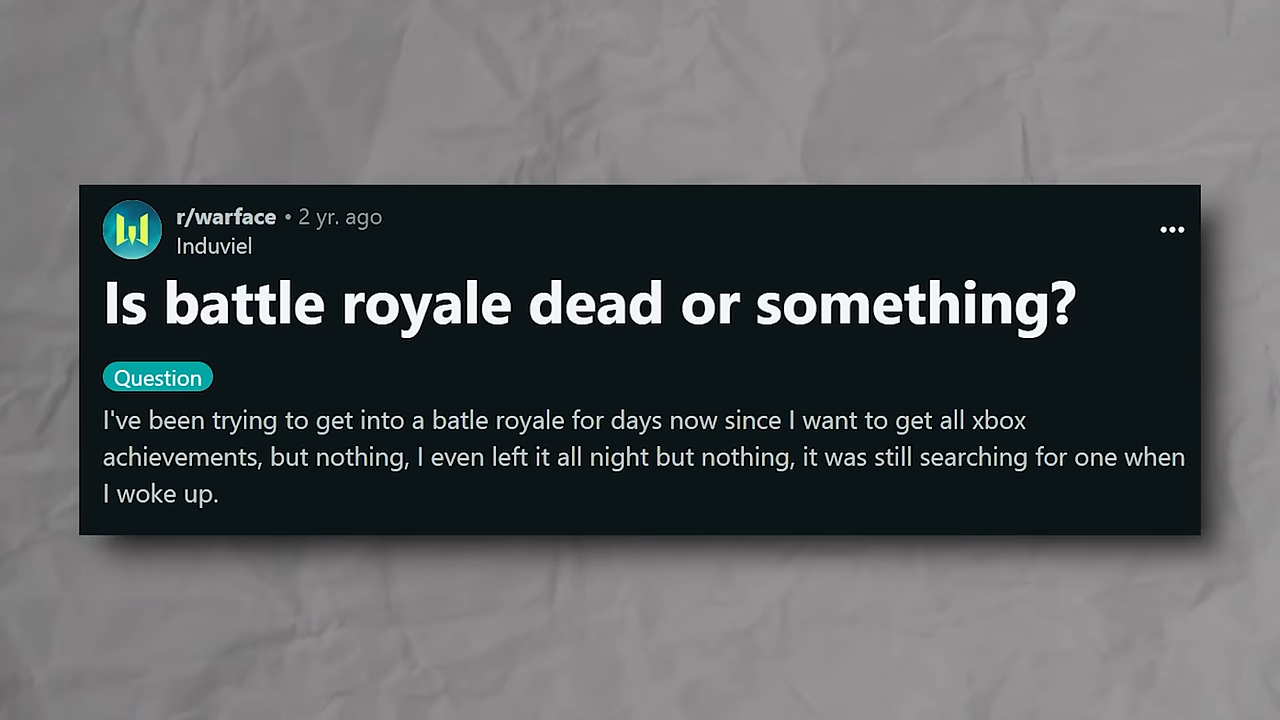 r/warface • 2 yr. ago
Induviel
Is battle royale dead or something?
Question
I've been trying to get into a batle royale for days now since I want to get all xbox
achievements, but nothing, I even left it all night but nothing, it was still searching for one when
I woke up.